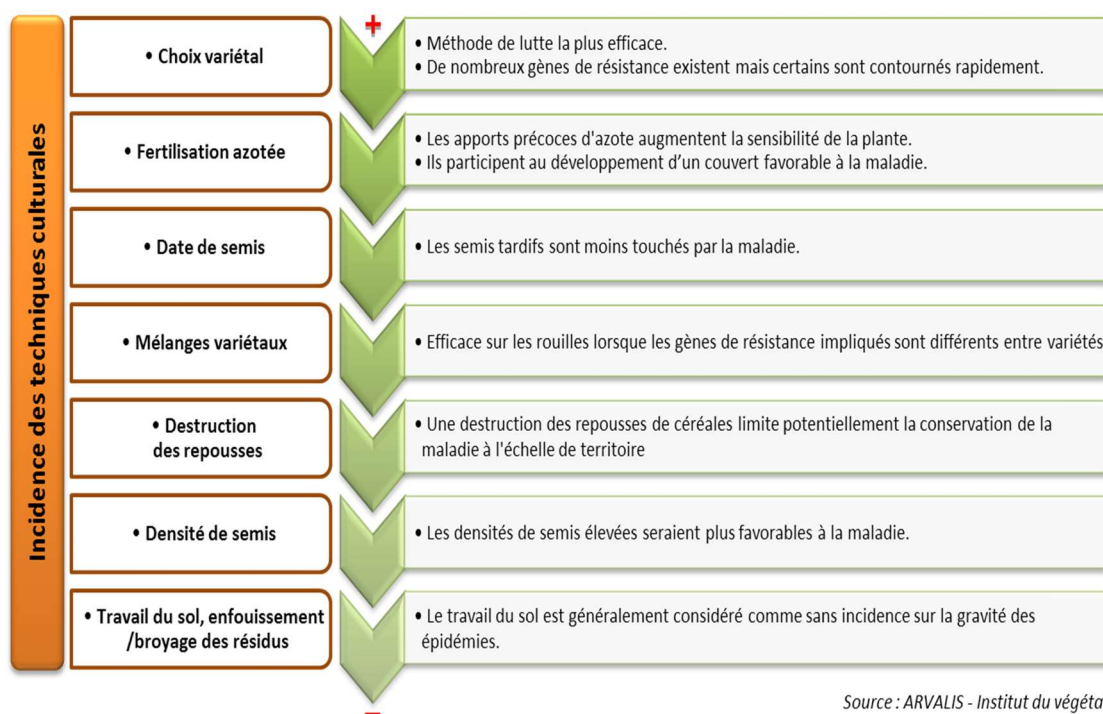 Incidence des techniques culturales
+
• Choix variétal
• Méthode de lutte la plus efficace.
• De nombreux gènes de résistance existent mais certains sont contournés rapidement.
• Fertilisation azotée
• Les apports précoces d'azote augmentent la sensibilité de la plante.
• Ils participent au développement d’un couvert favorable à la maladie.
• Date de semis
• Les semis tardifs sont moins touchés par la maladie.
• Mélanges variétaux
• Efficace sur les rouilles lorsque les gènes de résistance impliqués sont différents entre variétés
• Destruction
des repousses
• Une destruction des repousses de céréales limite potentiellement la conservation de la
maladie à l'échelle de territoire
• Densité de semis
• Les densités de semis élevées seraient plus favorables à la maladie.
• Travail du sol, enfouissement
/broyage des résidus
• Le travail du sol est généralement considéré comme sans incidence sur la gravité des
épidémies.
–
Source : ARVALIS - Institut du végéta